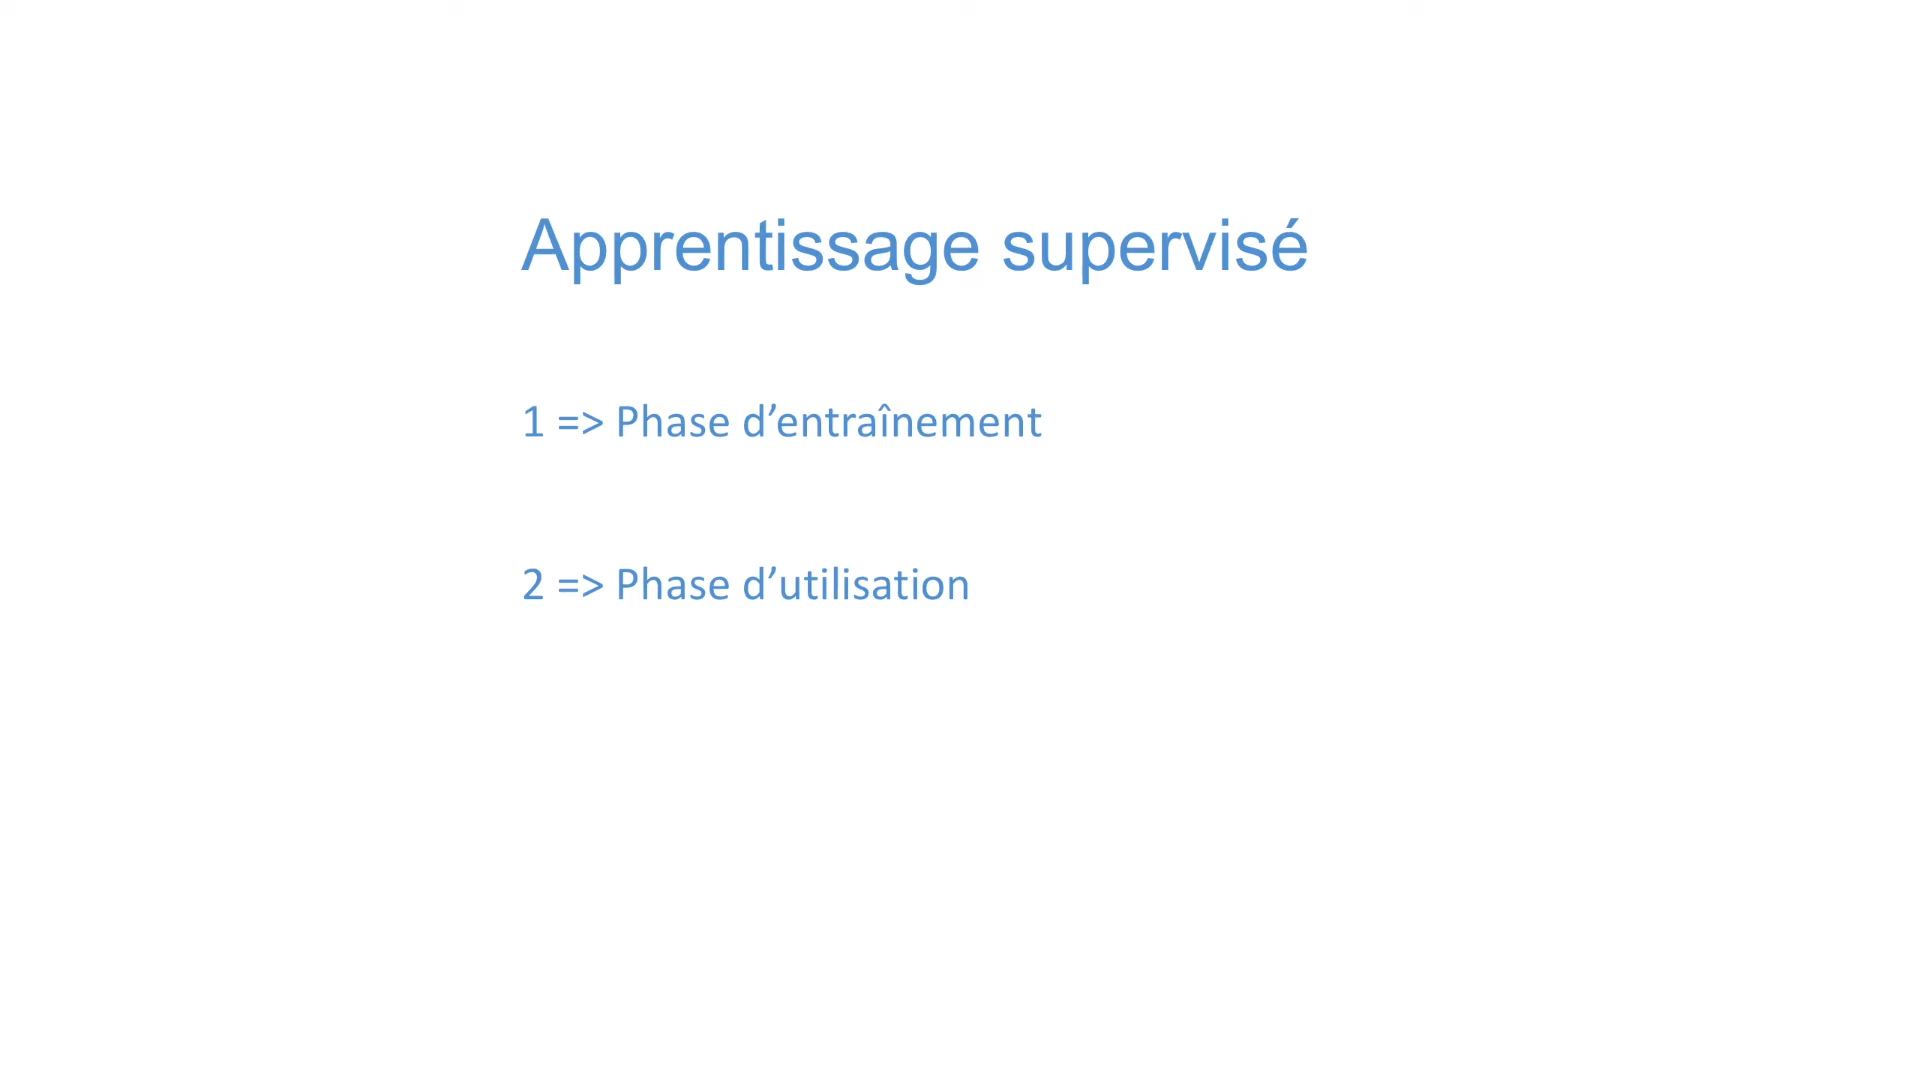 Apprentissage supervisé
1 => Phase d’entraînement
2 => Phase d’utilisation